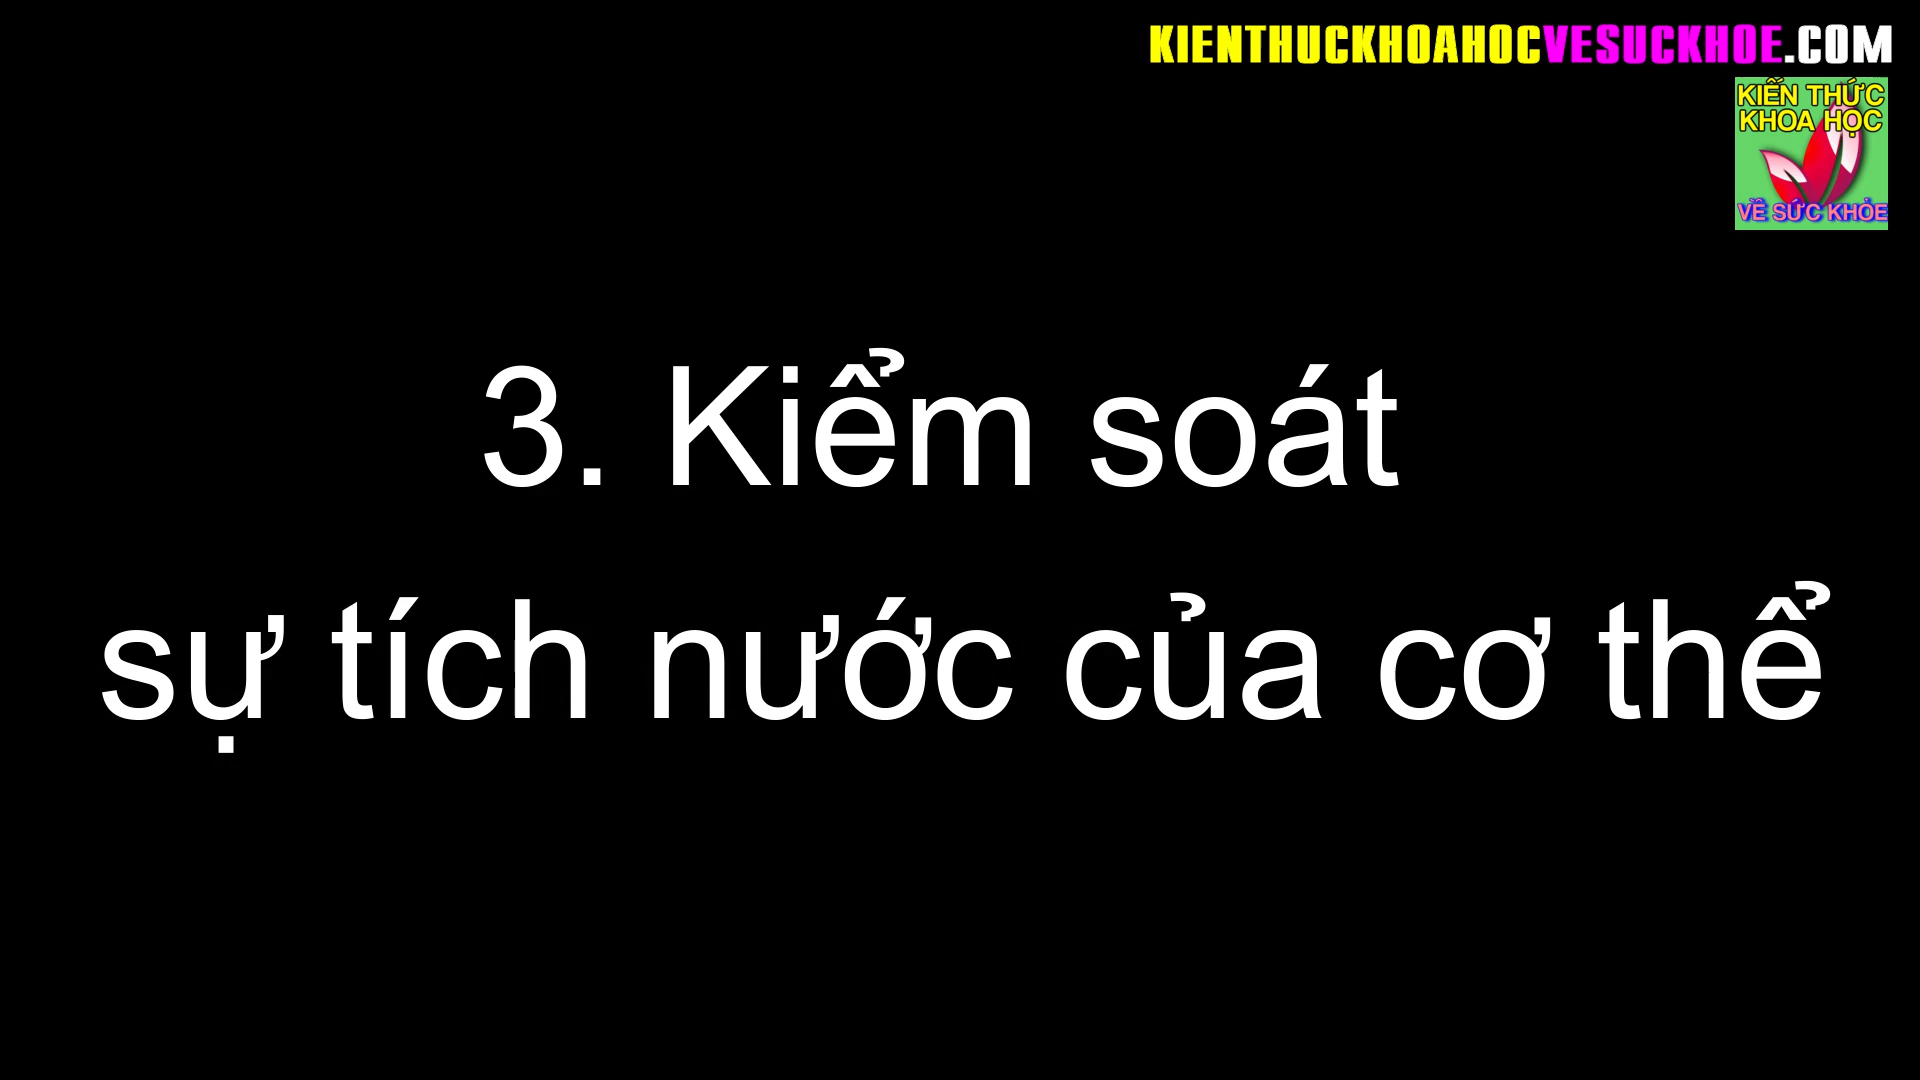 KIENTHUCKHOAHOCVESUCKHOE.COM
KIẾN THỨC
KHOA HỌC
VỀ SỨC KHỎE
3. Kiểm soát
sự tích nước của cơ thể